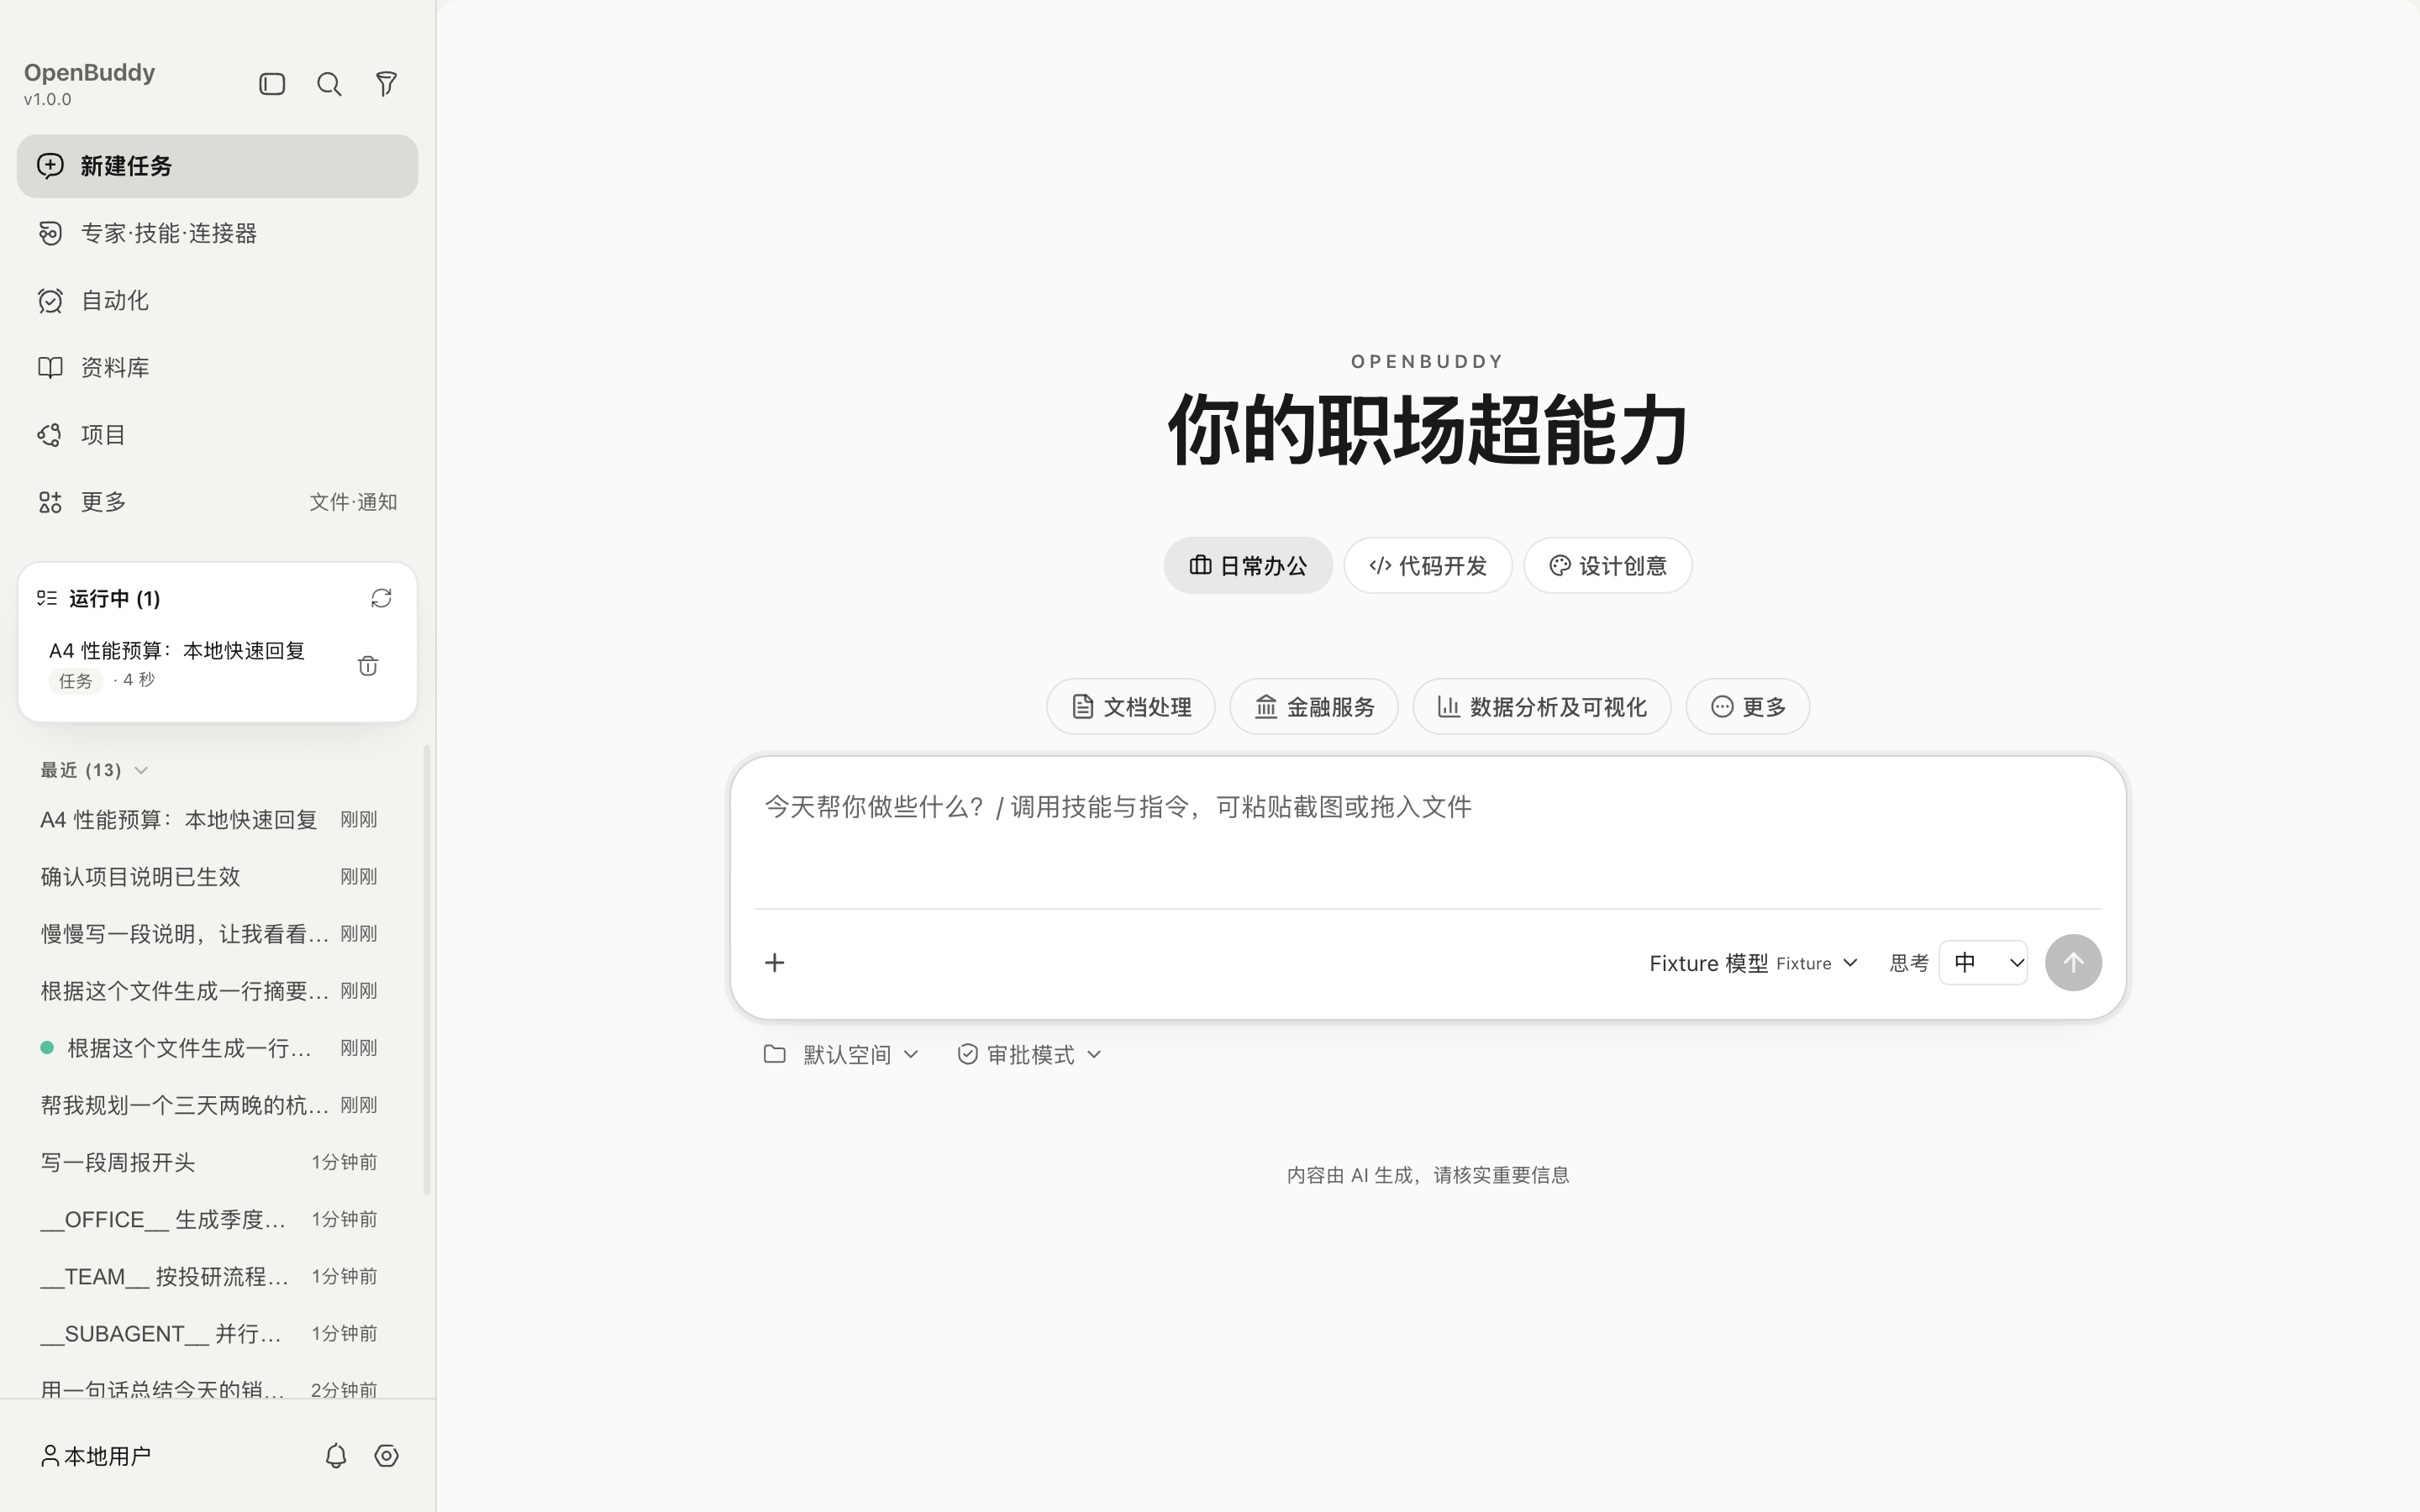 OpenBuddy
v1.0.0
新建任务
专家·技能·连接器
自动化
资料库
项目
更多 文件·通知
运行中 (1)
A4 性能预算：本地快速回复
任务 · 4 秒
最近 (13)
A4 性能预算：本地快速回复 刚刚
确认项目说明已生效 刚刚
慢慢写一段说明，让我看看... 刚刚
根据这个文件生成一行摘要... 刚刚
根据这个文件生成一行... 刚刚
帮我规划一个三天两晚的杭... 刚刚
写一段周报开头 1分钟前
__OFFICE__ 生成季度... 1分钟前
__TEAM__ 按投研流程... 1分钟前
__SUBAGENT__ 并行... 1分钟前
用一句话总结今天的销... 2分钟前
本地用户
OPENBUDDY
你的职场超能力
日常办公 代码开发 设计创意
文档处理 金融服务 数据分析及可视化 更多
今天帮你做些什么？/ 调用技能与指令，可粘贴截图或拖入文件
Fixture 模型 Fixture 思考 中
默认空间 审批模式
内容由 AI 生成，请核实重要信息